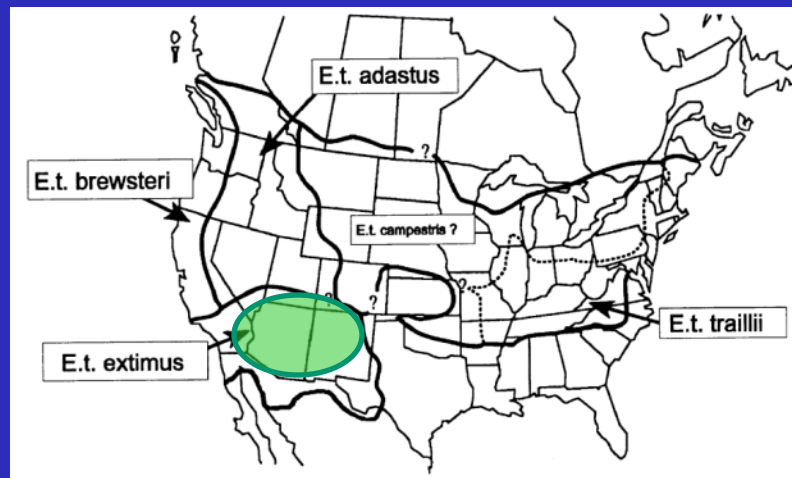 E.t. adastus
?
E.t. brewsteri
E.t. campestris ?
?
?
?
E.t. traillii
E.t. extimus